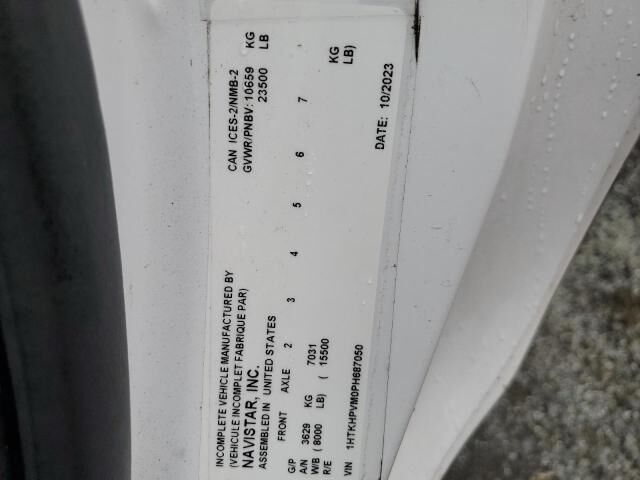 INCOMPLETE VEHICLE MANUFACTURED BY
(VEHICULE INCOMPLET FABRIQUE PAR)
NAVISTAR, INC.
ASSEMBLED IN UNITED STATES
CAN ICES-2/NMB-2
GVWR/PNBV: 10659 KG
23500 LB
FRONT AXLE 2 3 4 5 6 7
G/P
A/N 3629 KG 7031 KG
W/B ( 8000 LB) ( 15500 LB)
R/E
DATE: 10/2023
VIN 1HTKHPVM0PH687050